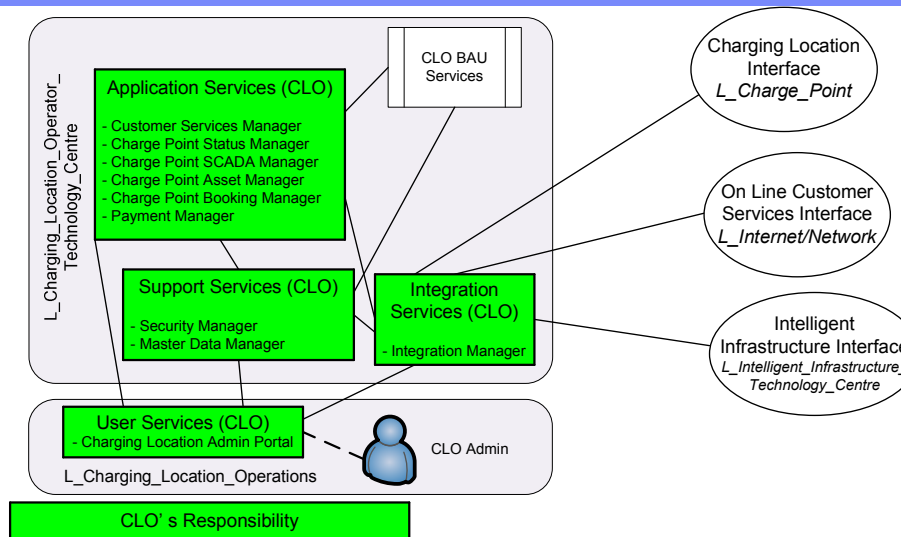 L_Charging_Location_Operator_
Technology_Centre
Application Services (CLO)
- Customer Services Manager
- Charge Point Status Manager
- Charge Point SCADA Manager
- Charge Point Asset Manager
- Charge Point Booking Manager
- Payment Manager
CLO BAU
Services
Support Services (CLO)
- Security Manager
- Master Data Manager
Integration
Services (CLO)
- Integration Manager
User Services (CLO)
- Charging Location Admin Portal
CLO Admin
L_Charging_Location_Operations
CLO' s Responsibility
Charging Location
Interface
L_Charge_Point
On Line Customer
Services Interface
L_Internet/Network
Intelligent
Infrastructure Interface
L_Intelligent_Infrastructure_
Technology_Centre